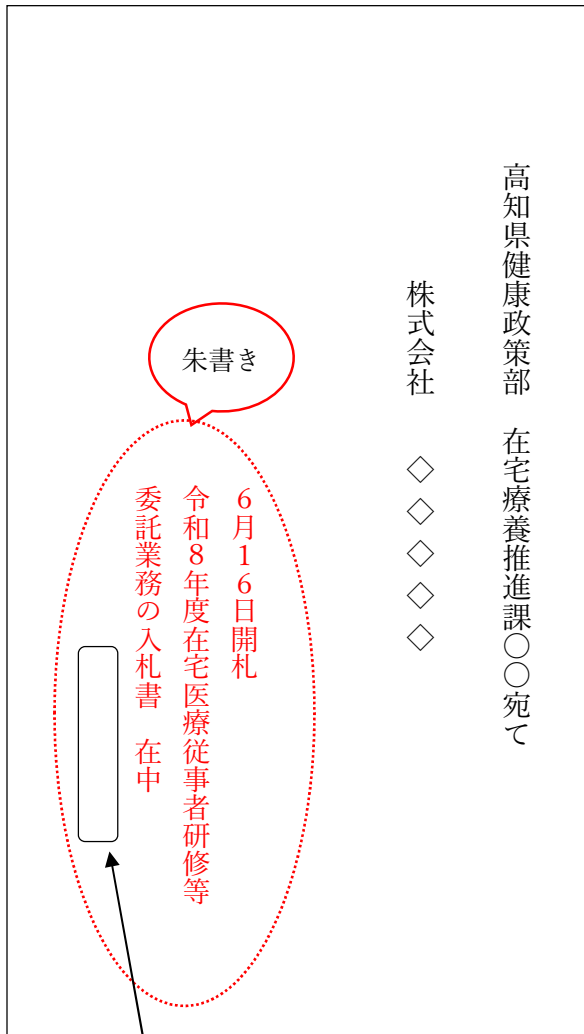 高知県健康政策部　在宅療養推進課〇〇宛て
株式会社　◇◇◇◇◇
朱書き
６月１６日開札
令和８年度在宅医療従事者研修等
委託業務の入札書　在中